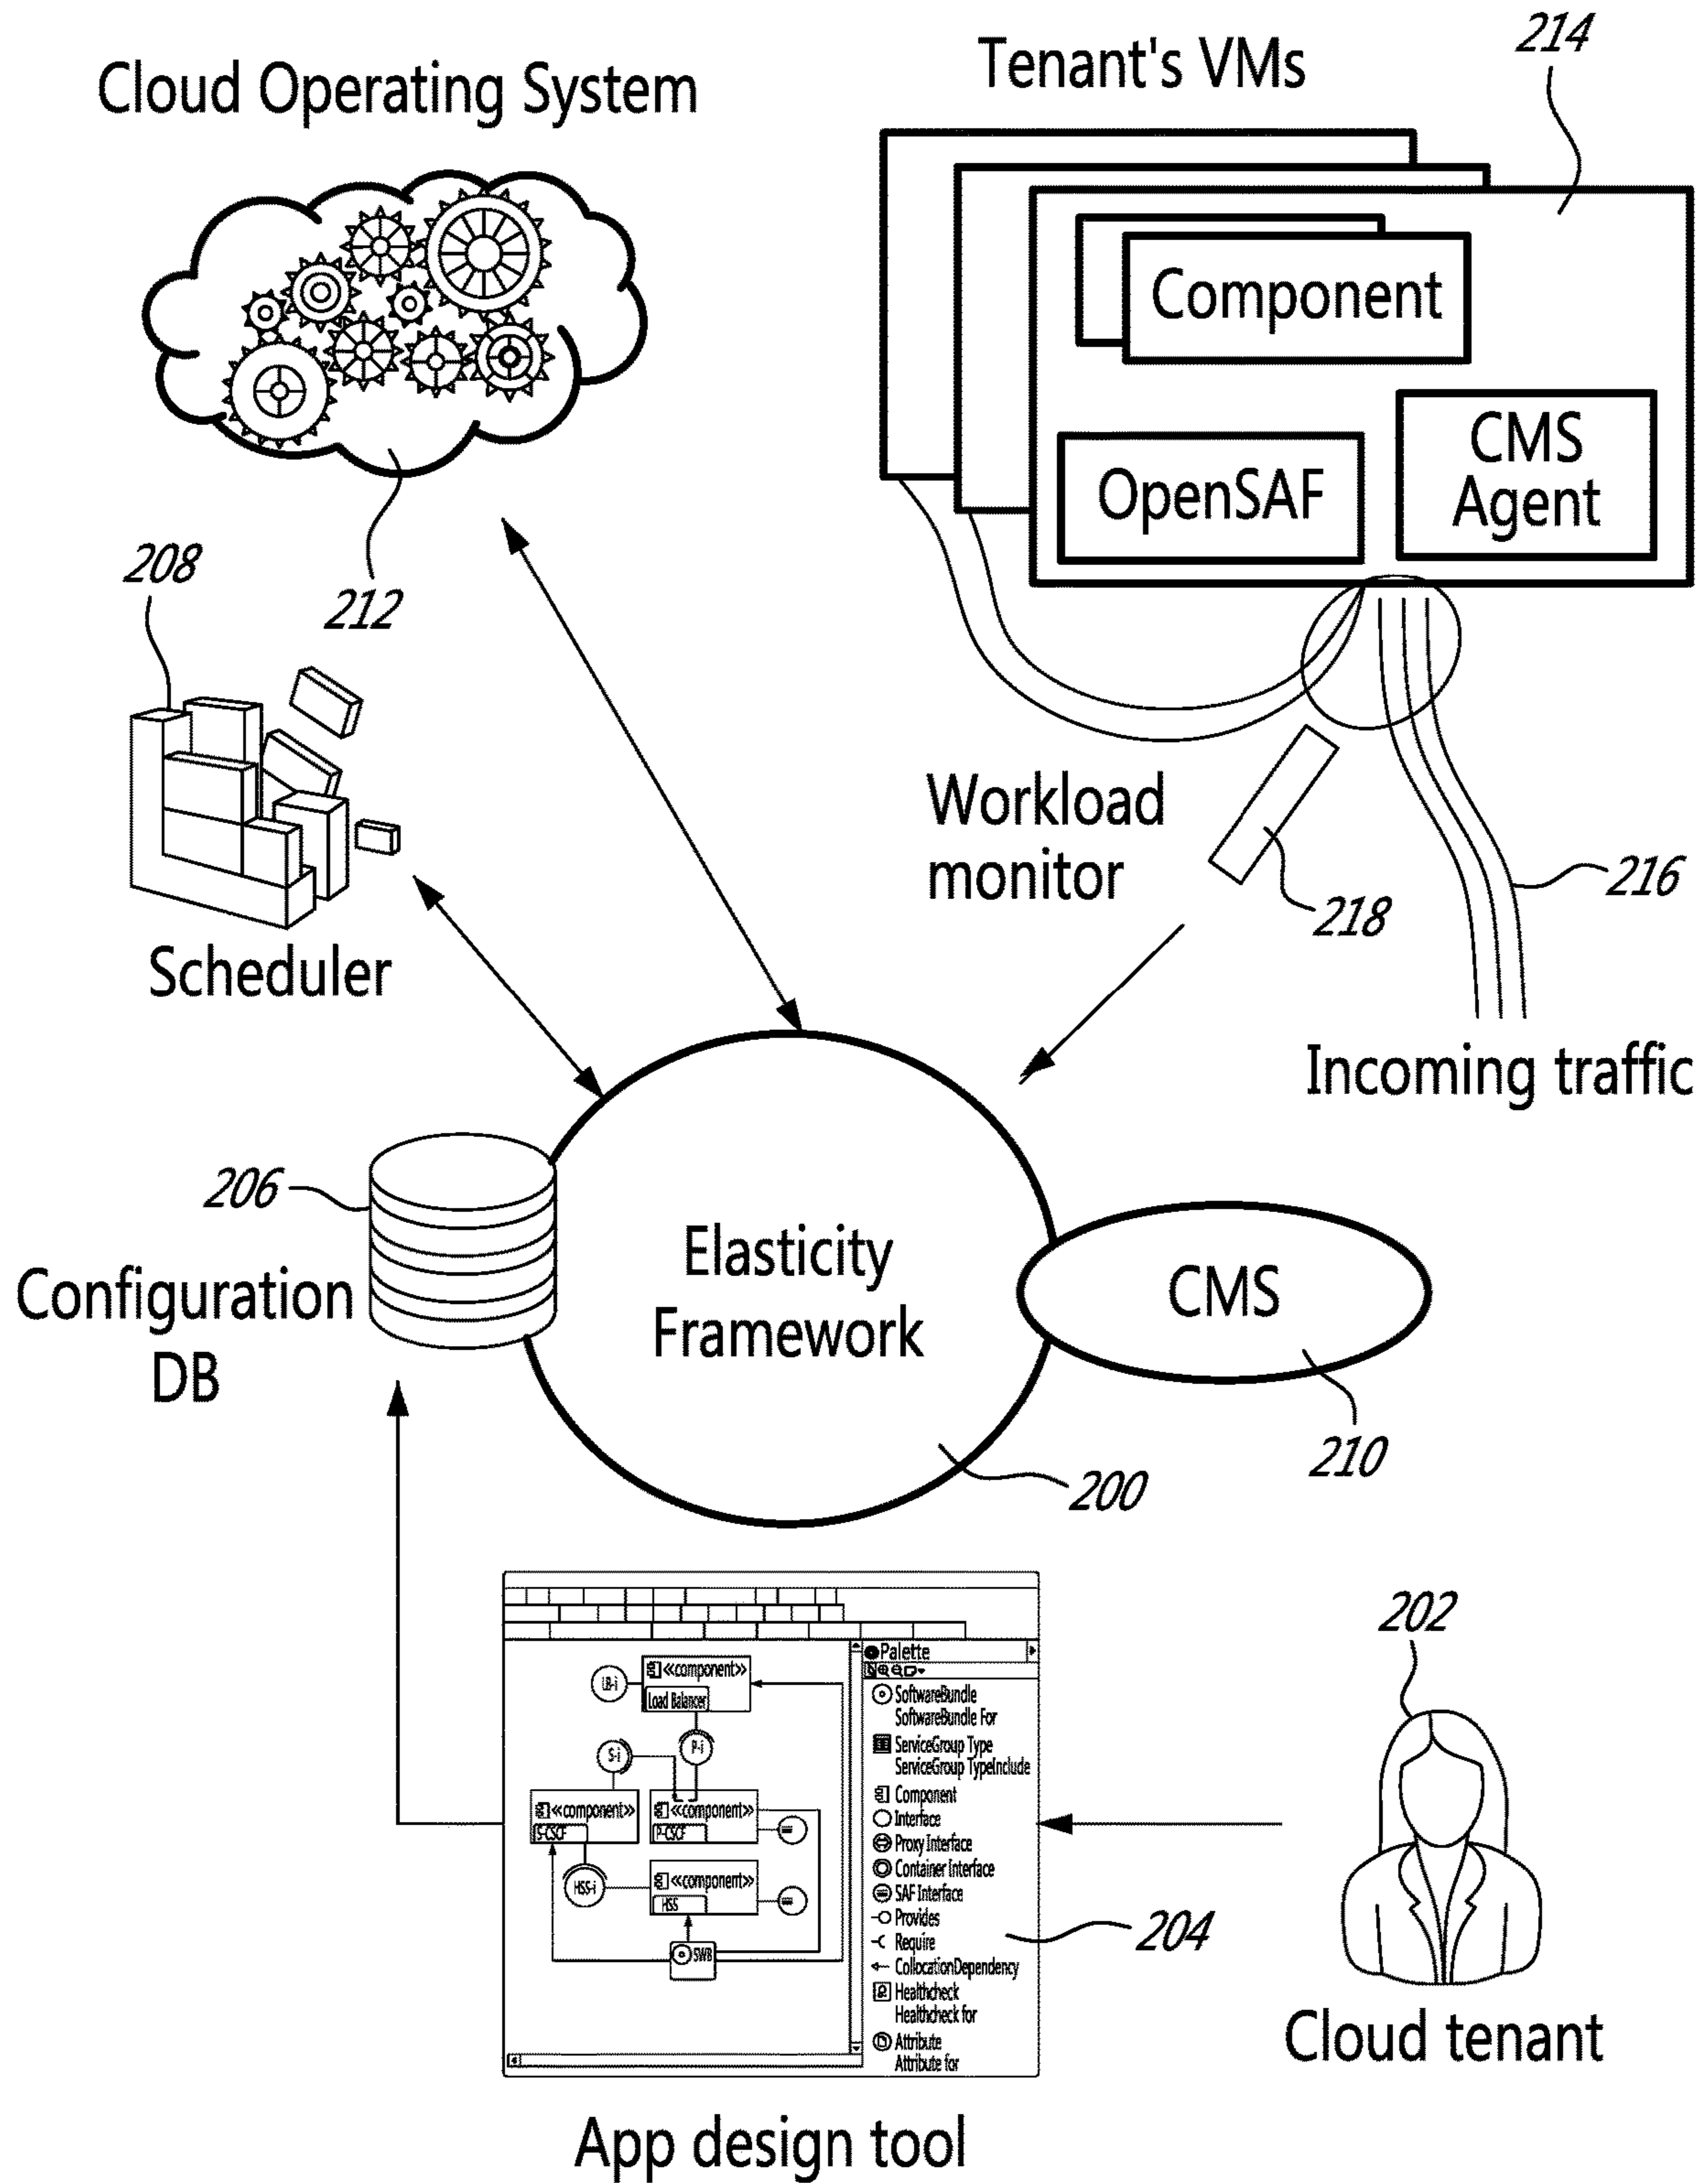 Cloud Operating System
Tenant's VMs
214
Component
OpenSAF
CMS
Agent
212
208
Scheduler
Workload
monitor
218
216
Incoming traffic
206
Configuration
DB
Elasticity
Framework
CMS
210
200
«component»
Load Balancer
LB-i
P-i
S-i
«component»
S-CSCF
«component»
P-CSCF
HSS-i
«component»
HSS
SWB
Palette
SoftwareBundle
SoftwareBundle For
ServiceGroup Type
ServiceGroup TypeInclude
Component
Interface
Proxy Interface
Container Interface
SAF Interface
Provides
Require
CollocationDependency
Healthcheck
Healthcheck for
Attribute
Attribute for
204
202
Cloud tenant
App design tool